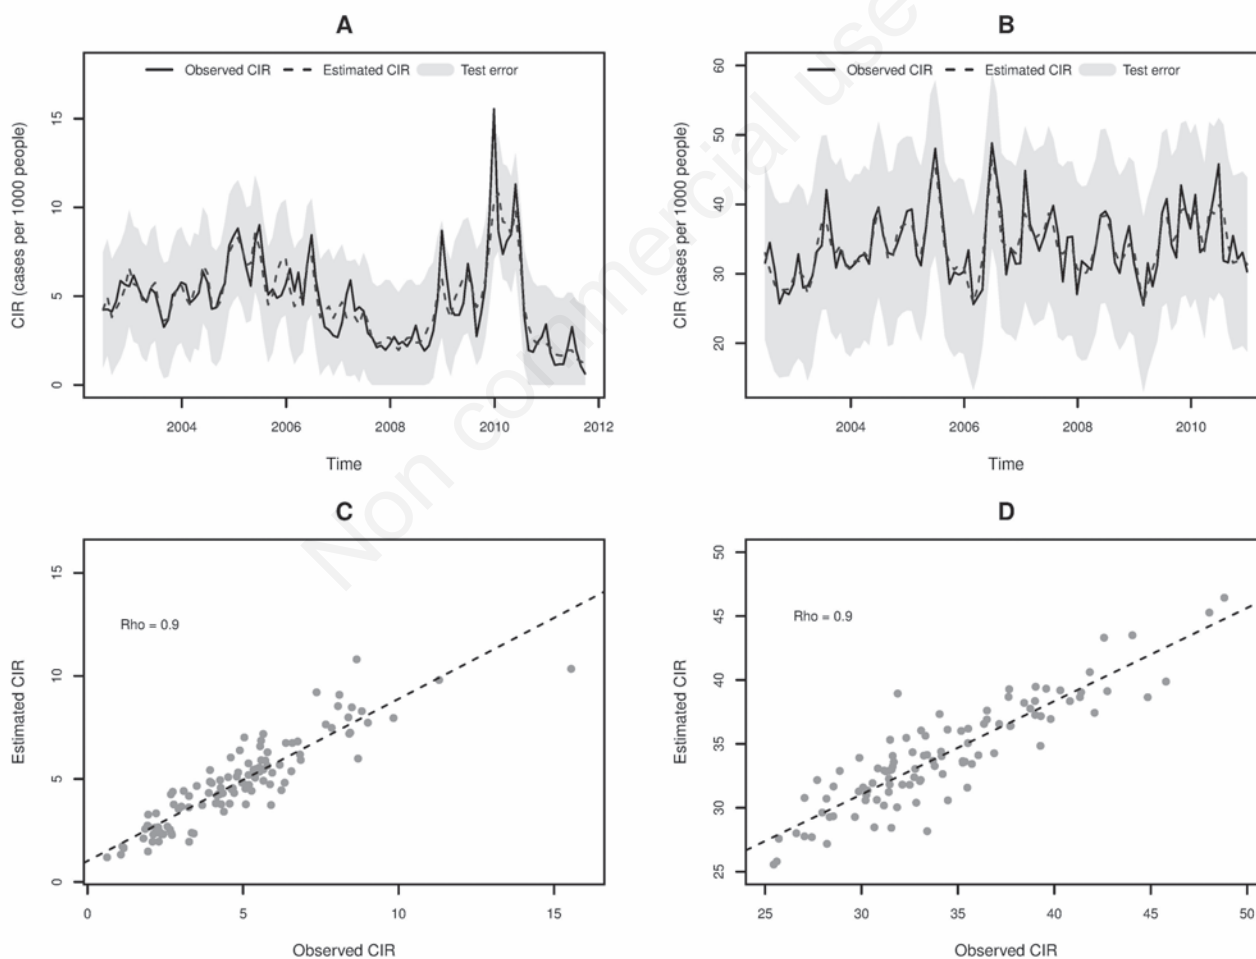 A
Observed CIR Estimated CIR Test error
CIR (cases per 1000 people)
15
10
5
0
2004 2006 2008 2010 2012
Time
B
Observed CIR Estimated CIR Test error
CIR (cases per 1000 people)
60
50
40
30
20
2004 2006 2008 2010
Time
C
Rho = 0.9
Estimated CIR
15
10
5
0
0 5 10 15
Observed CIR
D
Rho = 0.9
Estimated CIR
50
45
40
35
30
25
25 30 35 40 45 50
Observed CIR
Non commercial use